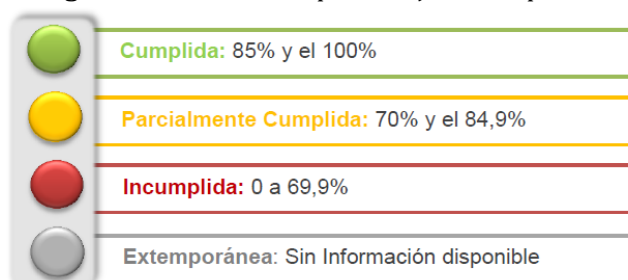 Cumplida: 85% y el 100%
Parcialmente Cumplida: 70% y el 84,9%
Incumplida: 0 a 69,9%
Extemporánea: Sin Información disponible